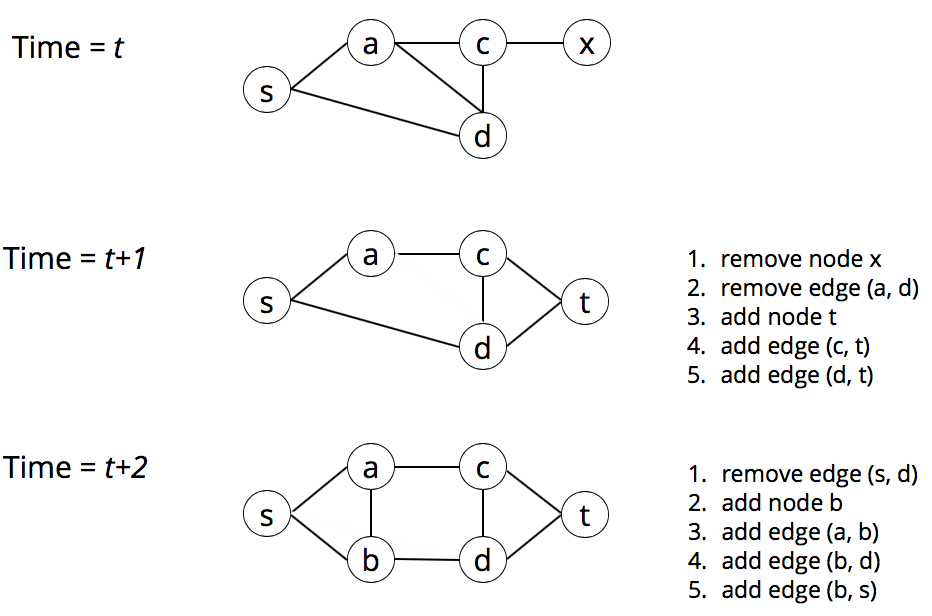 Time = t
a
c
x
s
d
Time = t+1
a
c
s
t
d
1. remove node x
2. remove edge (a, d)
3. add node t
4. add edge (c, t)
5. add edge (d, t)
Time = t+2
a
c
s
t
b
d
1. remove edge (s, d)
2. add node b
3. add edge (a, b)
4. add edge (b, d)
5. add edge (b, s)